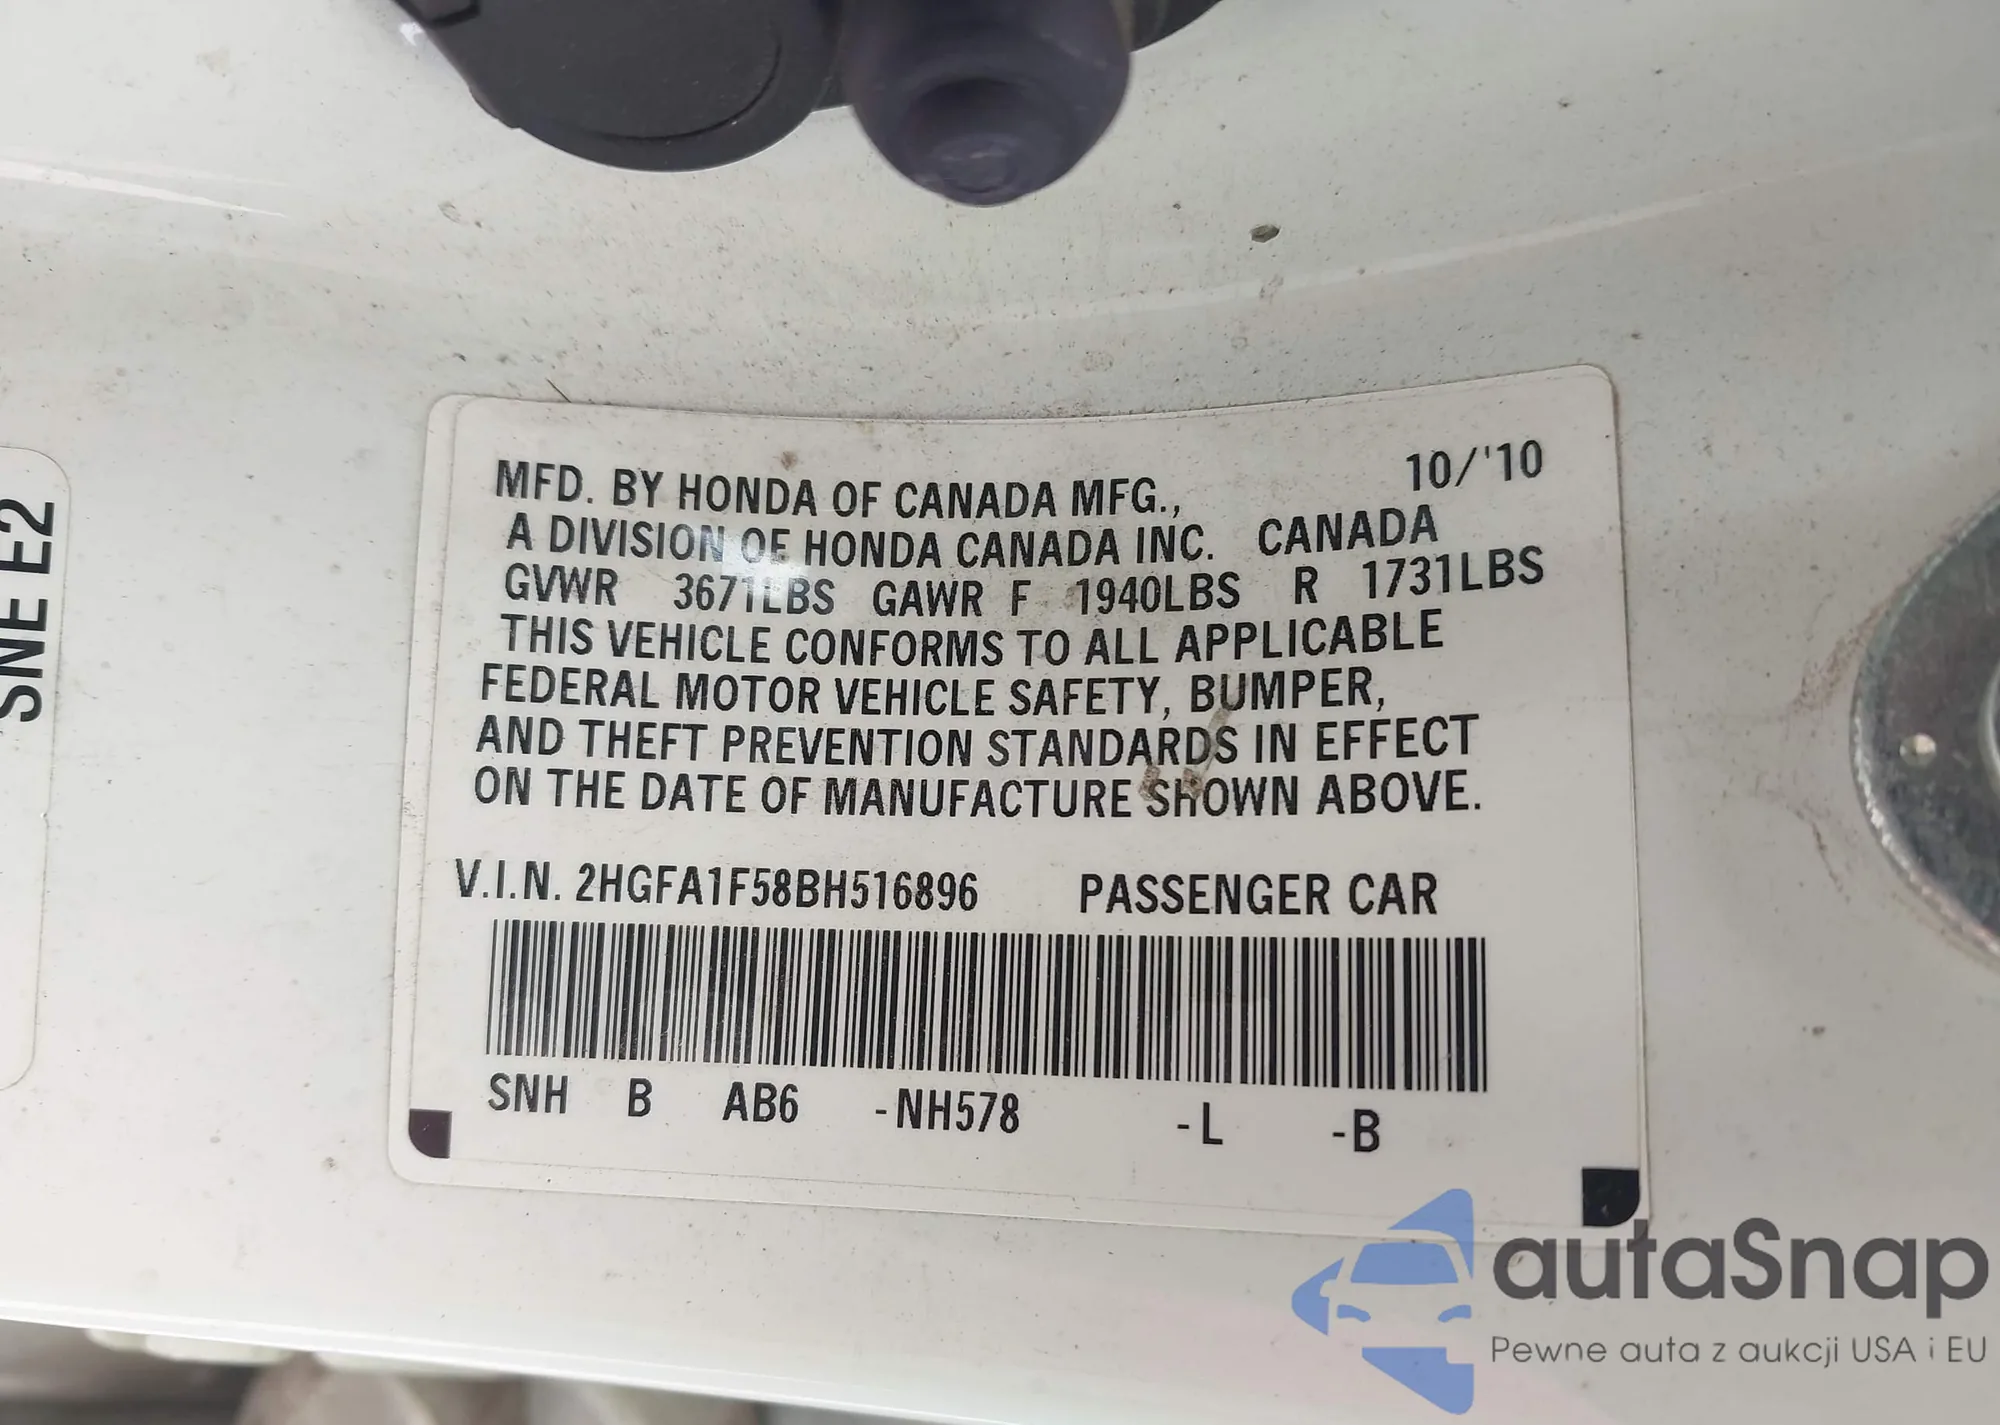 SNE E2
MFD. BY HONDA OF CANADA MFG., 10/'10
A DIVISION OF HONDA CANADA INC. CANADA
GVWR 3671LBS GAWR F 1940LBS R 1731LBS
THIS VEHICLE CONFORMS TO ALL APPLICABLE
FEDERAL MOTOR VEHICLE SAFETY, BUMPER,
AND THEFT PREVENTION STANDARDS IN EFFECT
ON THE DATE OF MANUFACTURE SHOWN ABOVE.
V.I.N. 2HGFA1F58BH516896 PASSENGER CAR
SNH B AB6 -NH578 -L -B
autaSnap
Pewne auta z aukcji USA i EU